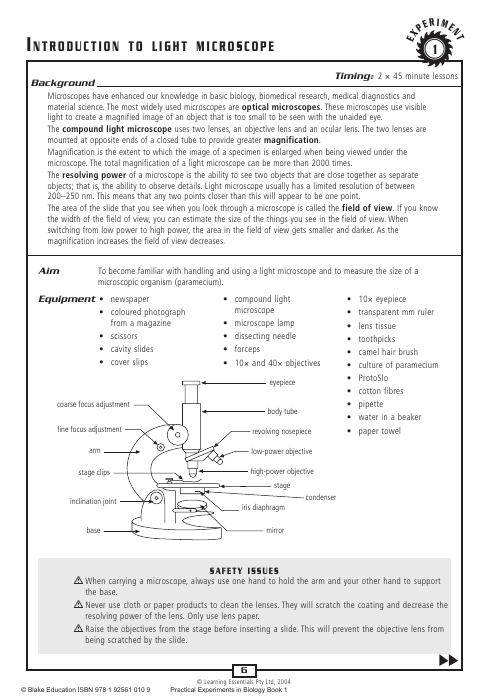 EXPERIMENT
1
INTRODUCTION TO LIGHT MICROSCOPE
Timing: 2 × 45 minute lessons
Background
Microscopes have enhanced our knowledge in basic biology, biomedical research, medical diagnostics and
material science. The most widely used microscopes are optical microscopes. These microscopes use visible
light to create a magnified image of an object that is too small to be seen with the unaided eye.
The compound light microscope uses two lenses, an objective lens and an ocular lens. The two lenses are
mounted at opposite ends of a closed tube to provide greater magnification.
Magnification is the extent to which the image of a specimen is enlarged when being viewed under the
microscope. The total magnification of a light microscope can be more than 2000 times.
The resolving power of a microscope is the ability to see two objects that are close together as separate
objects; that is, the ability to observe details. Light microscope usually has a limited resolution of between
200–250 nm. This means that any two points closer than this will appear to be one point.
The area of the slide that you see when you look through a microscope is called the field of view. If you know
the width of the field of view, you can estimate the size of the things you see in the field of view. When
switching from low power to high power, the area in the field of view gets smaller and darker. As the
magnification increases the field of view decreases.
Aim
To become familiar with handling and using a light microscope and to measure the size of a
microscopic organism (paramecium).
Equipment
• newspaper
• coloured photograph
from a magazine
• scissors
• cavity slides
• cover slips
• compound light
microscope
• microscope lamp
• dissecting needle
• forceps
• 10× and 40× objectives
• 10× eyepiece
• transparent mm ruler
• lens tissue
• toothpicks
• camel hair brush
• culture of paramecium
• ProtoSlo
• cotton fibres
• pipette
• water in a beaker
• paper towel
eyepiece
coarse focus adjustment
body tube
fine focus adjustment
revolving nosepiece
arm
low-power objective
stage clips
high-power objective
stage
condenser
inclination joint
iris diaphragm
base
mirror
SAFETY ISSUES
When carrying a microscope, always use one hand to hold the arm and your other hand to support
the base.
Never use cloth or paper products to clean the lenses. They will scratch the coating and decrease the
resolving power of the lenses. Only use lens paper.
Raise the objectives from the stage before inserting a slide. This will prevent the objective lens from
being scratched by the slide.
6
© Learning Essentials Pty Ltd, 2004
© Blake Education ISBN 978 1 92561 010 9 Practical Experiments in Biology Book 1